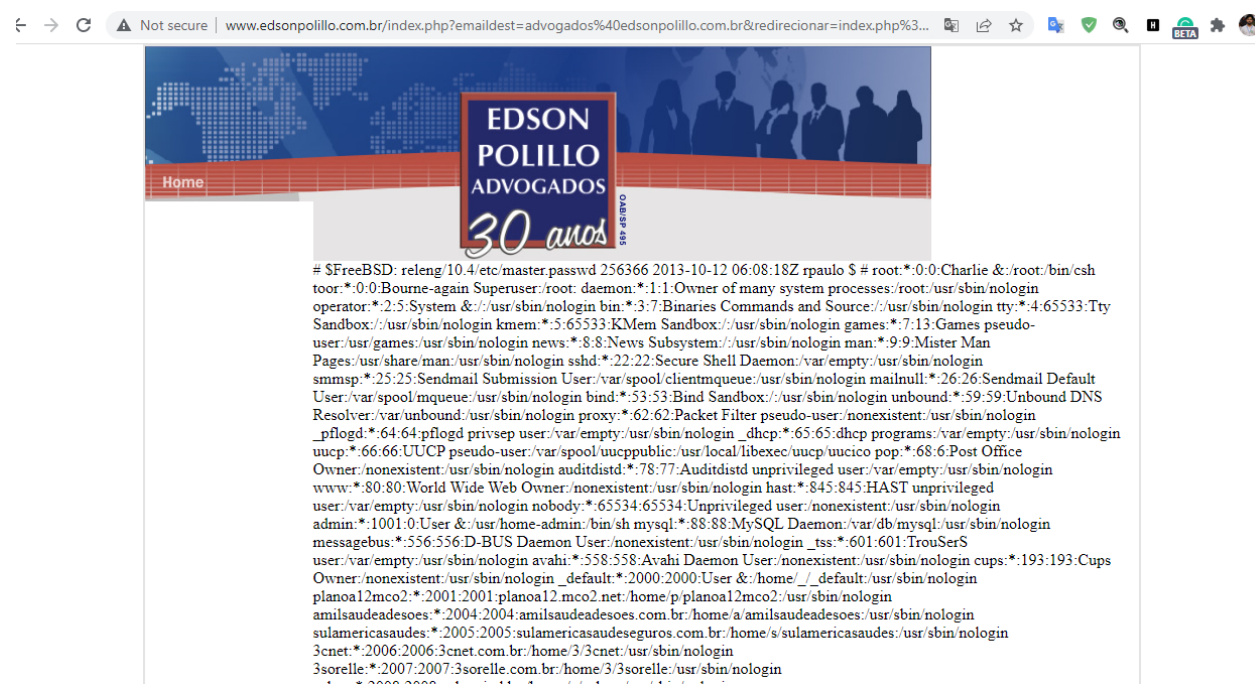 Not secure | www.edsonpolillo.com.br/index.php?emaildest=advogados%40edsonpolillo.com.br&redirecionar=index.php%3...
BETA
EDSON
POLILLO
ADVOGADOS
30 anos
OAB/SP 495
Home
# $FreeBSD: releng/10.4/etc/master.passwd 256366 2013-10-12 06:08:18Z rpaulo $ # root:*:0:0:Charlie &:/root:/bin/csh
toor:*:0:0:Bourne-again Superuser:/root: daemon:*:1:1:Owner of many system processes:/root:/usr/sbin/nologin
operator:*:2:5:System &:/:/usr/sbin/nologin bin:*:3:7:Binaries Commands and Source:/:/usr/sbin/nologin tty:*:4:65533:Tty
Sandbox:/:/usr/sbin/nologin kmem:*:5:65533:KMem Sandbox:/:/usr/sbin/nologin games:*:7:13:Games pseudo-
user:/usr/games:/usr/sbin/nologin news:*:8:8:News Subsystem:/:/usr/sbin/nologin man:*:9:9:Mister Man
Pages:/usr/share/man:/usr/sbin/nologin sshd:*:22:22:Secure Shell Daemon:/var/empty:/usr/sbin/nologin
smmsp:*:25:25:Sendmail Submission User:/var/spool/clientmqueue:/usr/sbin/nologin mailnull:*:26:26:Sendmail Default
User:/var/spool/mqueue:/usr/sbin/nologin bind:*:53:53:Bind Sandbox:/:/usr/sbin/nologin unbound:*:59:59:Unbound DNS
Resolver:/var/unbound:/usr/sbin/nologin proxy:*:62:62:Packet Filter pseudo-user:/nonexistent:/usr/sbin/nologin
_pflogd:*:64:64:pflogd privsep user:/var/empty:/usr/sbin/nologin _dhcp:*:65:65:dhcp programs:/var/empty:/usr/sbin/nologin
uucp:*:66:66:UUCP pseudo-user:/var/spool/uucppublic:/usr/local/libexec/uucp/uucico pop:*:68:6:Post Office
Owner:/nonexistent:/usr/sbin/nologin auditdistd:*:78:77:Auditdistd unprivileged user:/var/empty:/usr/sbin/nologin
www:*:80:80:World Wide Web Owner:/nonexistent:/usr/sbin/nologin hast:*:845:845:HAST unprivileged
user:/var/empty:/usr/sbin/nologin nobody:*:65534:65534:Unprivileged user:/nonexistent:/usr/sbin/nologin
admin:*:1001:0:User &:/usr/home-admin:/bin/sh mysql:*:88:88:MySQL Daemon:/var/db/mysql:/usr/sbin/nologin
messagebus:*:556:556:D-BUS Daemon User:/nonexistent:/usr/sbin/nologin _tss:*:601:601:TrouSerS
user:/var/empty:/usr/sbin/nologin avahi:*:558:558:Avahi Daemon User:/nonexistent:/usr/sbin/nologin cups:*:193:193:Cups
Owner:/nonexistent:/usr/sbin/nologin _default:*:2000:2000:User &:/home/_/_default:/usr/sbin/nologin
planoa12mco2:*:2001:2001:planoa12.mco2.net:/home/p/planoa12mco2:/usr/sbin/nologin
amilsaudeadesoes:*:2004:2004:amilsaudeadesoes.com.br:/home/a/amilsaudeadesoes:/usr/sbin/nologin
sulamericasaudes:*:2005:2005:sulamericasaudeseguros.com.br:/home/s/sulamericasaudes:/usr/sbin/nologin
3cnet:*:2006:2006:3cnet.com.br:/home/3/3cnet:/usr/sbin/nologin
3sorelle:*:2007:2007:3sorelle.com.br:/home/3/3sorelle:/usr/sbin/nologin